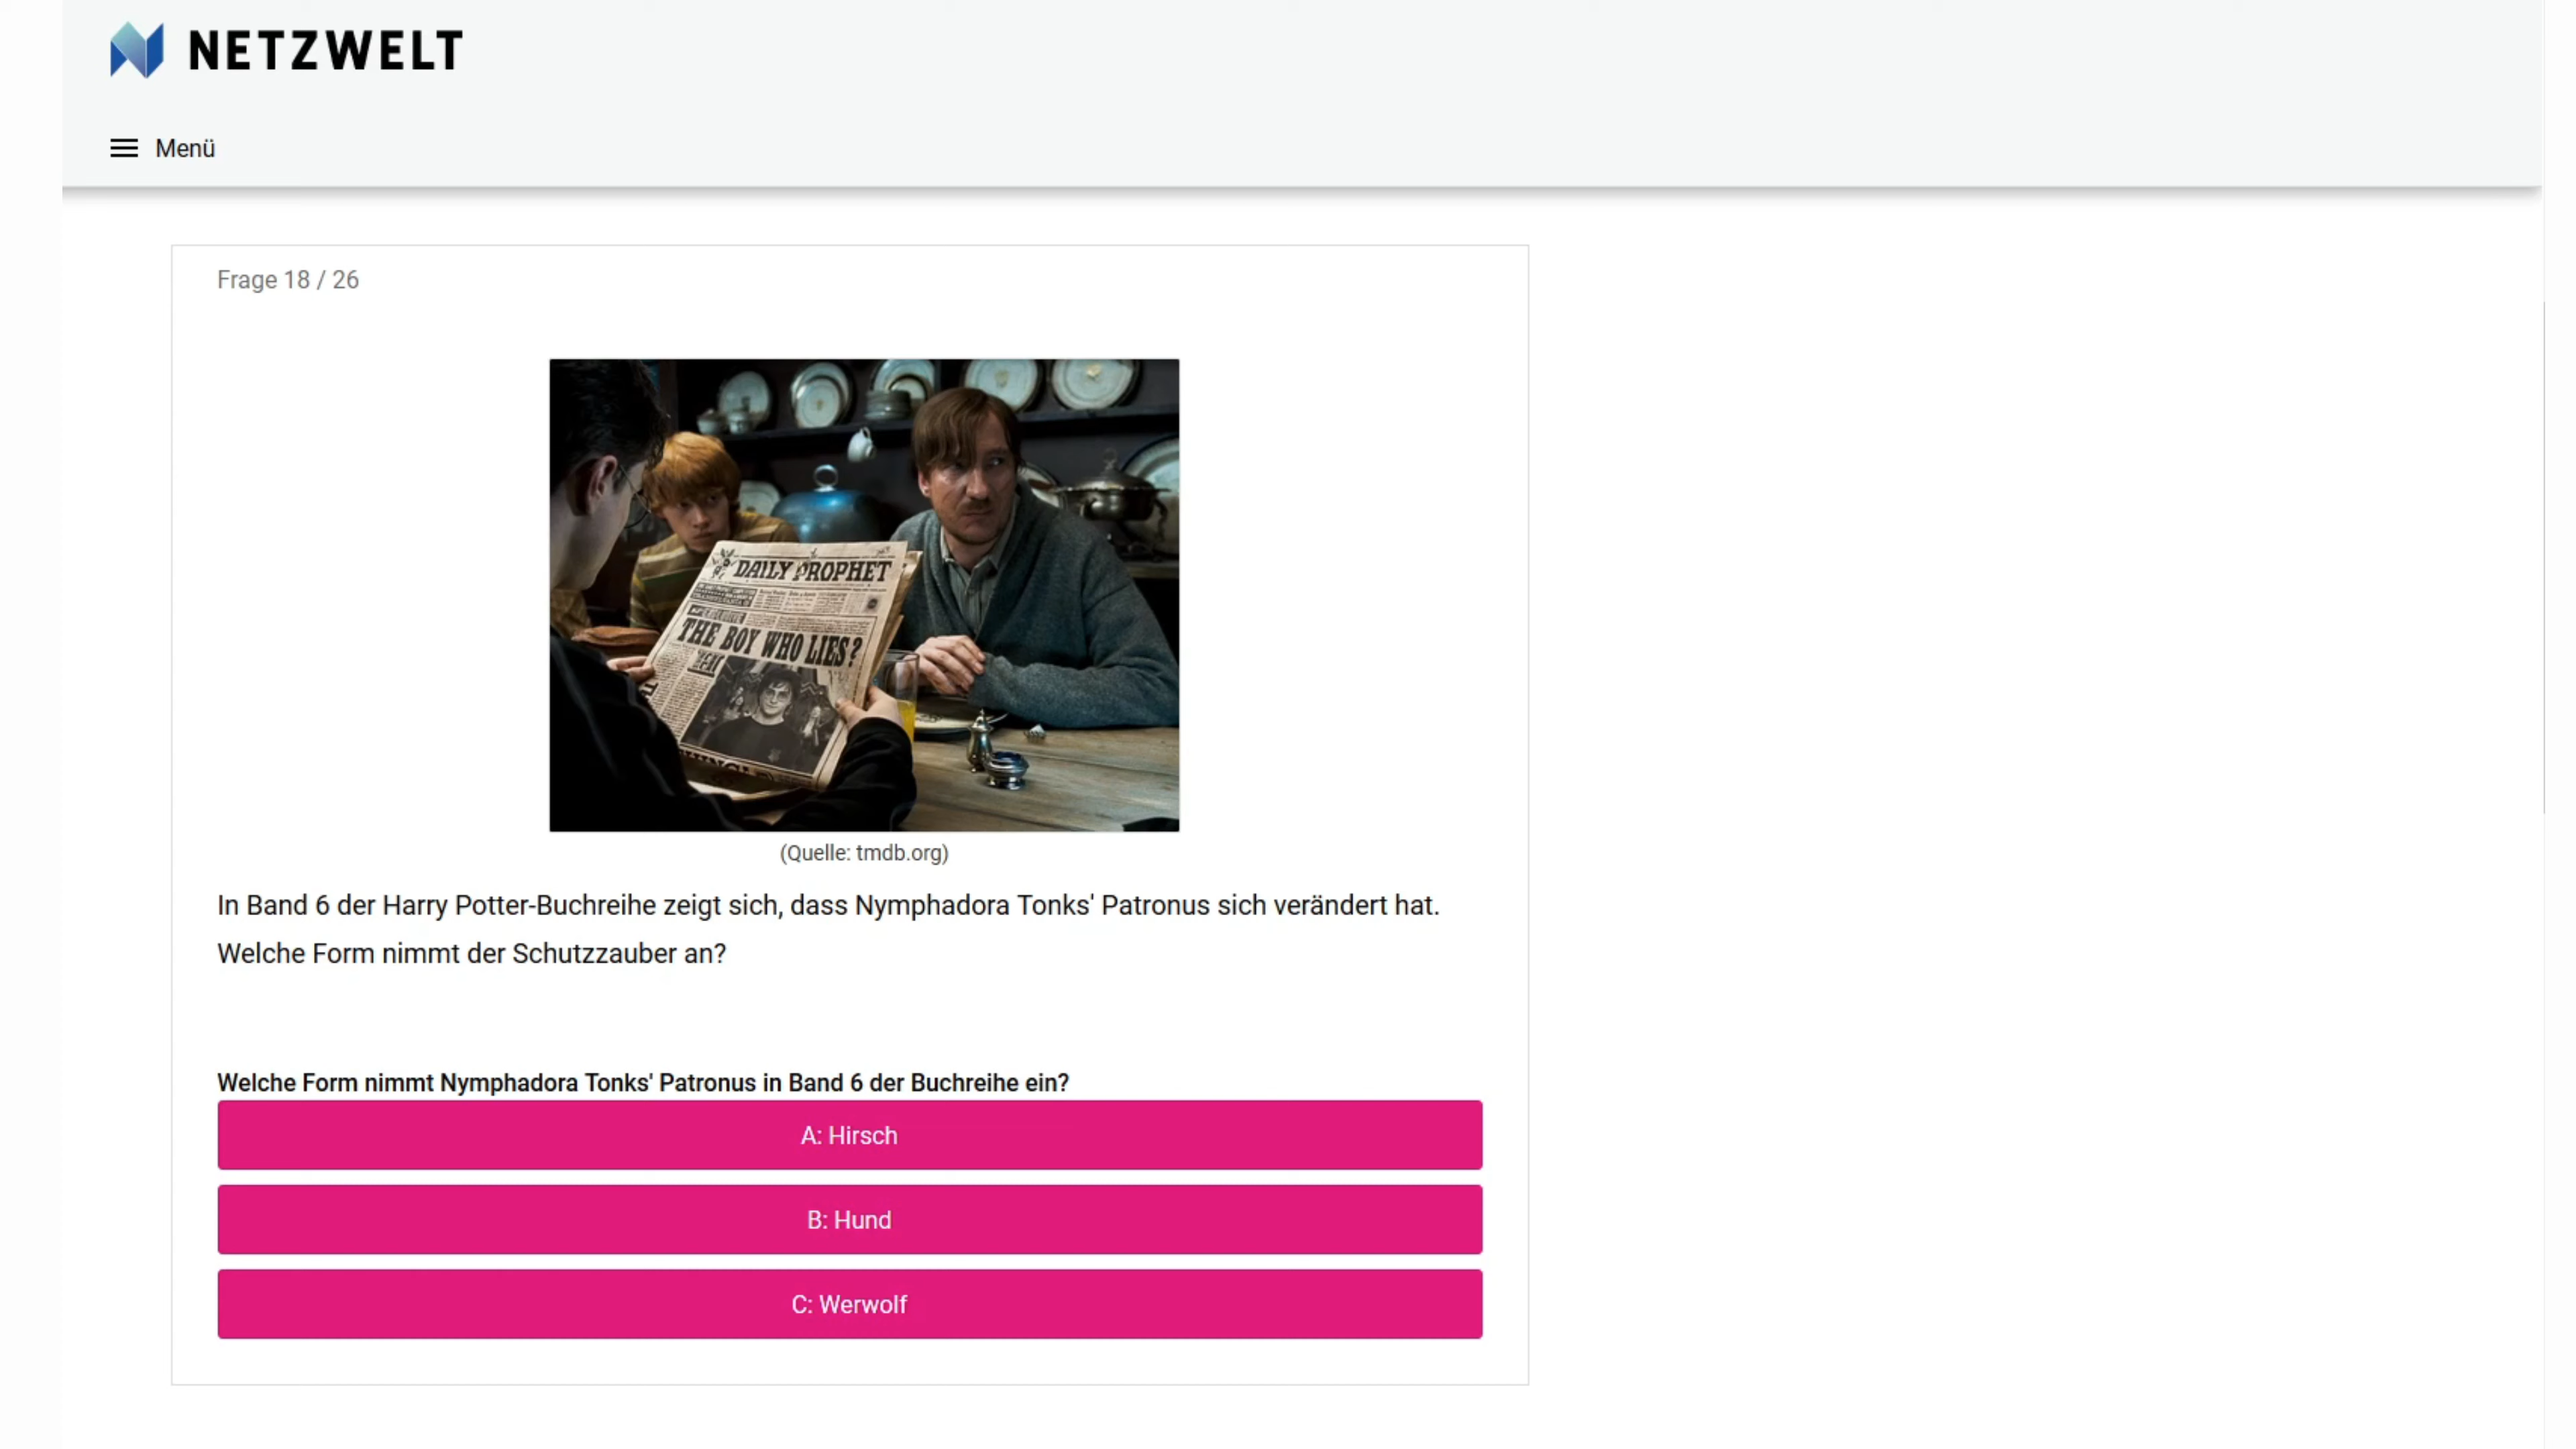 NETZWELT
Menü
Frage 18 / 26
DAILY PROPHET
THE BOY WHO LIES?
(Quelle: tmdb.org)
In Band 6 der Harry Potter-Buchreihe zeigt sich, dass Nymphadora Tonks' Patronus sich verändert hat.
Welche Form nimmt der Schutzzauber an?
Welche Form nimmt Nymphadora Tonks' Patronus in Band 6 der Buchreihe ein?
A: Hirsch
B: Hund
C: Werwolf